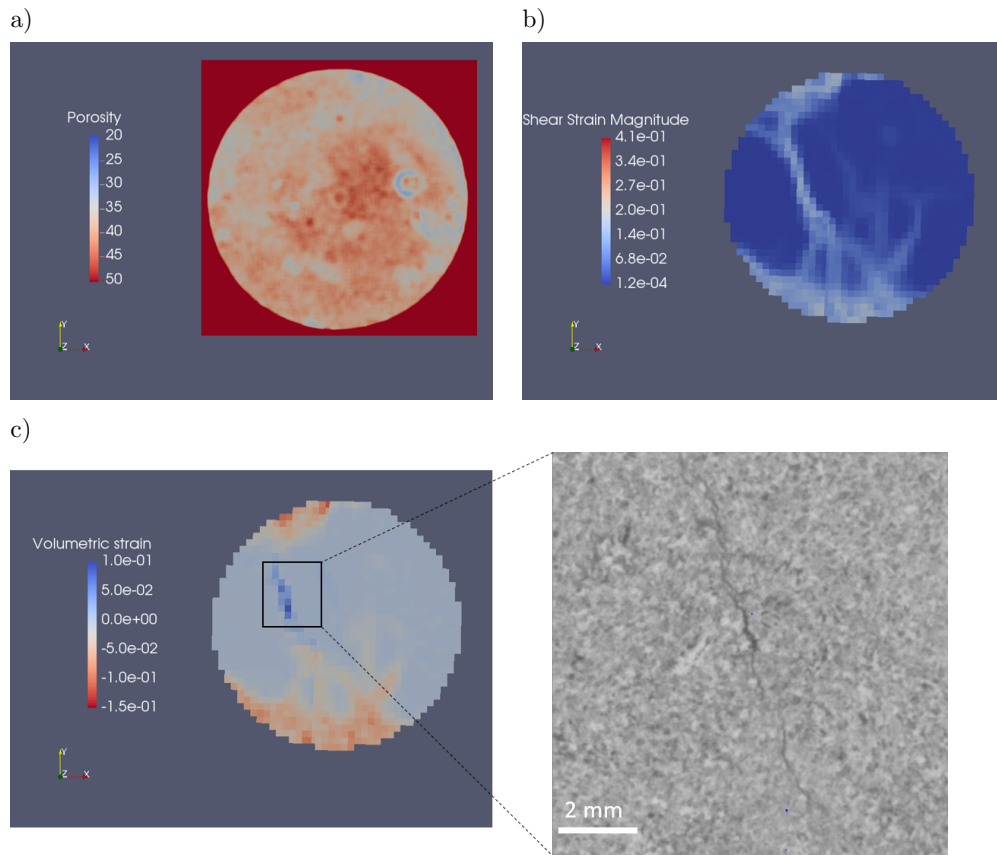 a)
Porosity
20
25
30
35
40
45
50
Y
Z X
b)
Shear Strain Magnitude
4.1e-01
3.4e-01
2.7e-01
2.0e-01
1.4e-01
6.8e-02
1.2e-04
Y
Z X
c)
Volumetric strain
1.0e-01
5.0e-02
0.0e+00
-5.0e-02
-1.0e-01
-1.5e-01
Y
Z X
2 mm